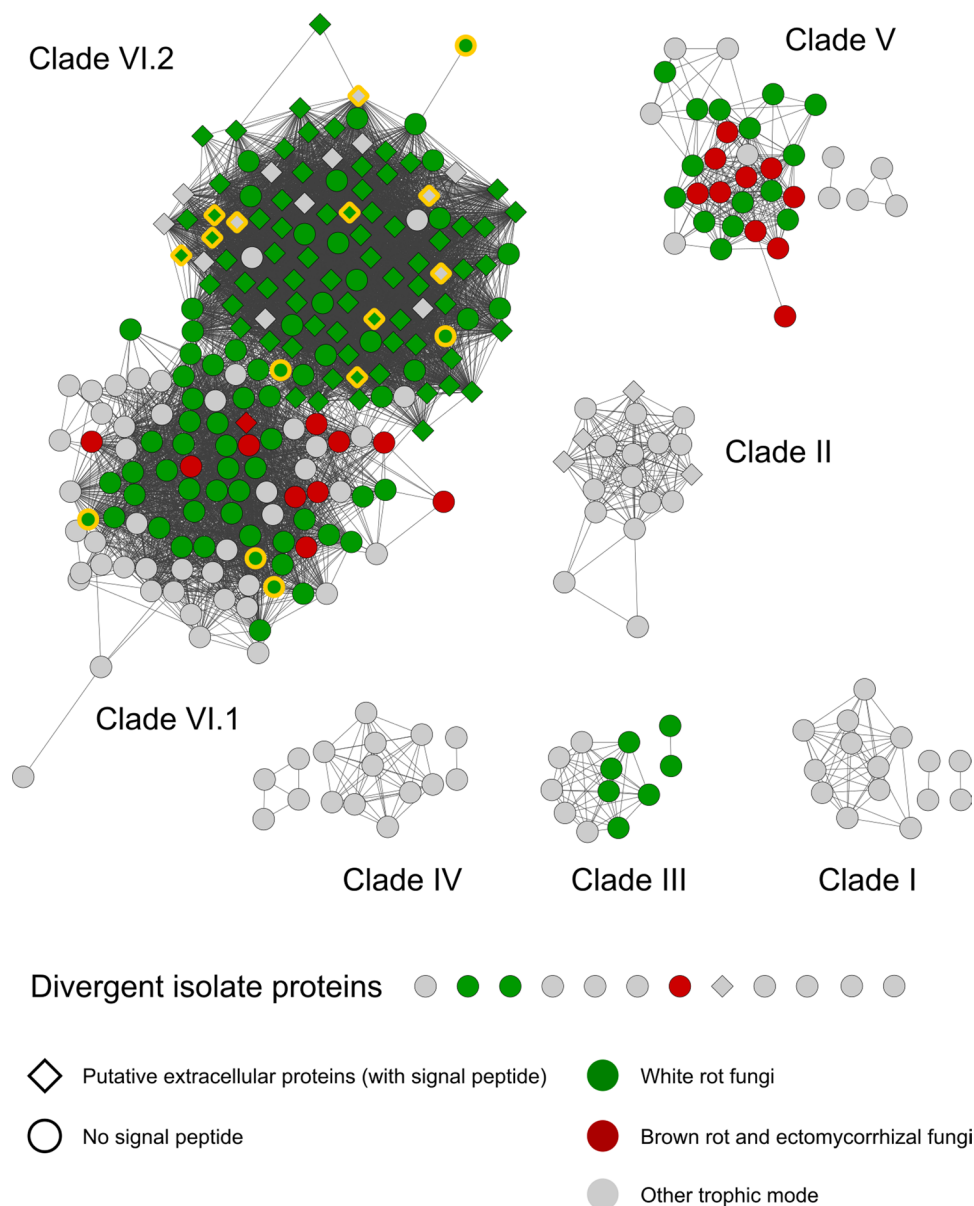 Clade VI.2
Clade V
Clade II
Clade VI.1
Clade IV
Clade III
Clade I
Divergent isolate proteins
Putative extracellular proteins (with signal peptide)
White rot fungi
No signal peptide
Brown rot and ectomycorrhizal fungi
Other trophic mode